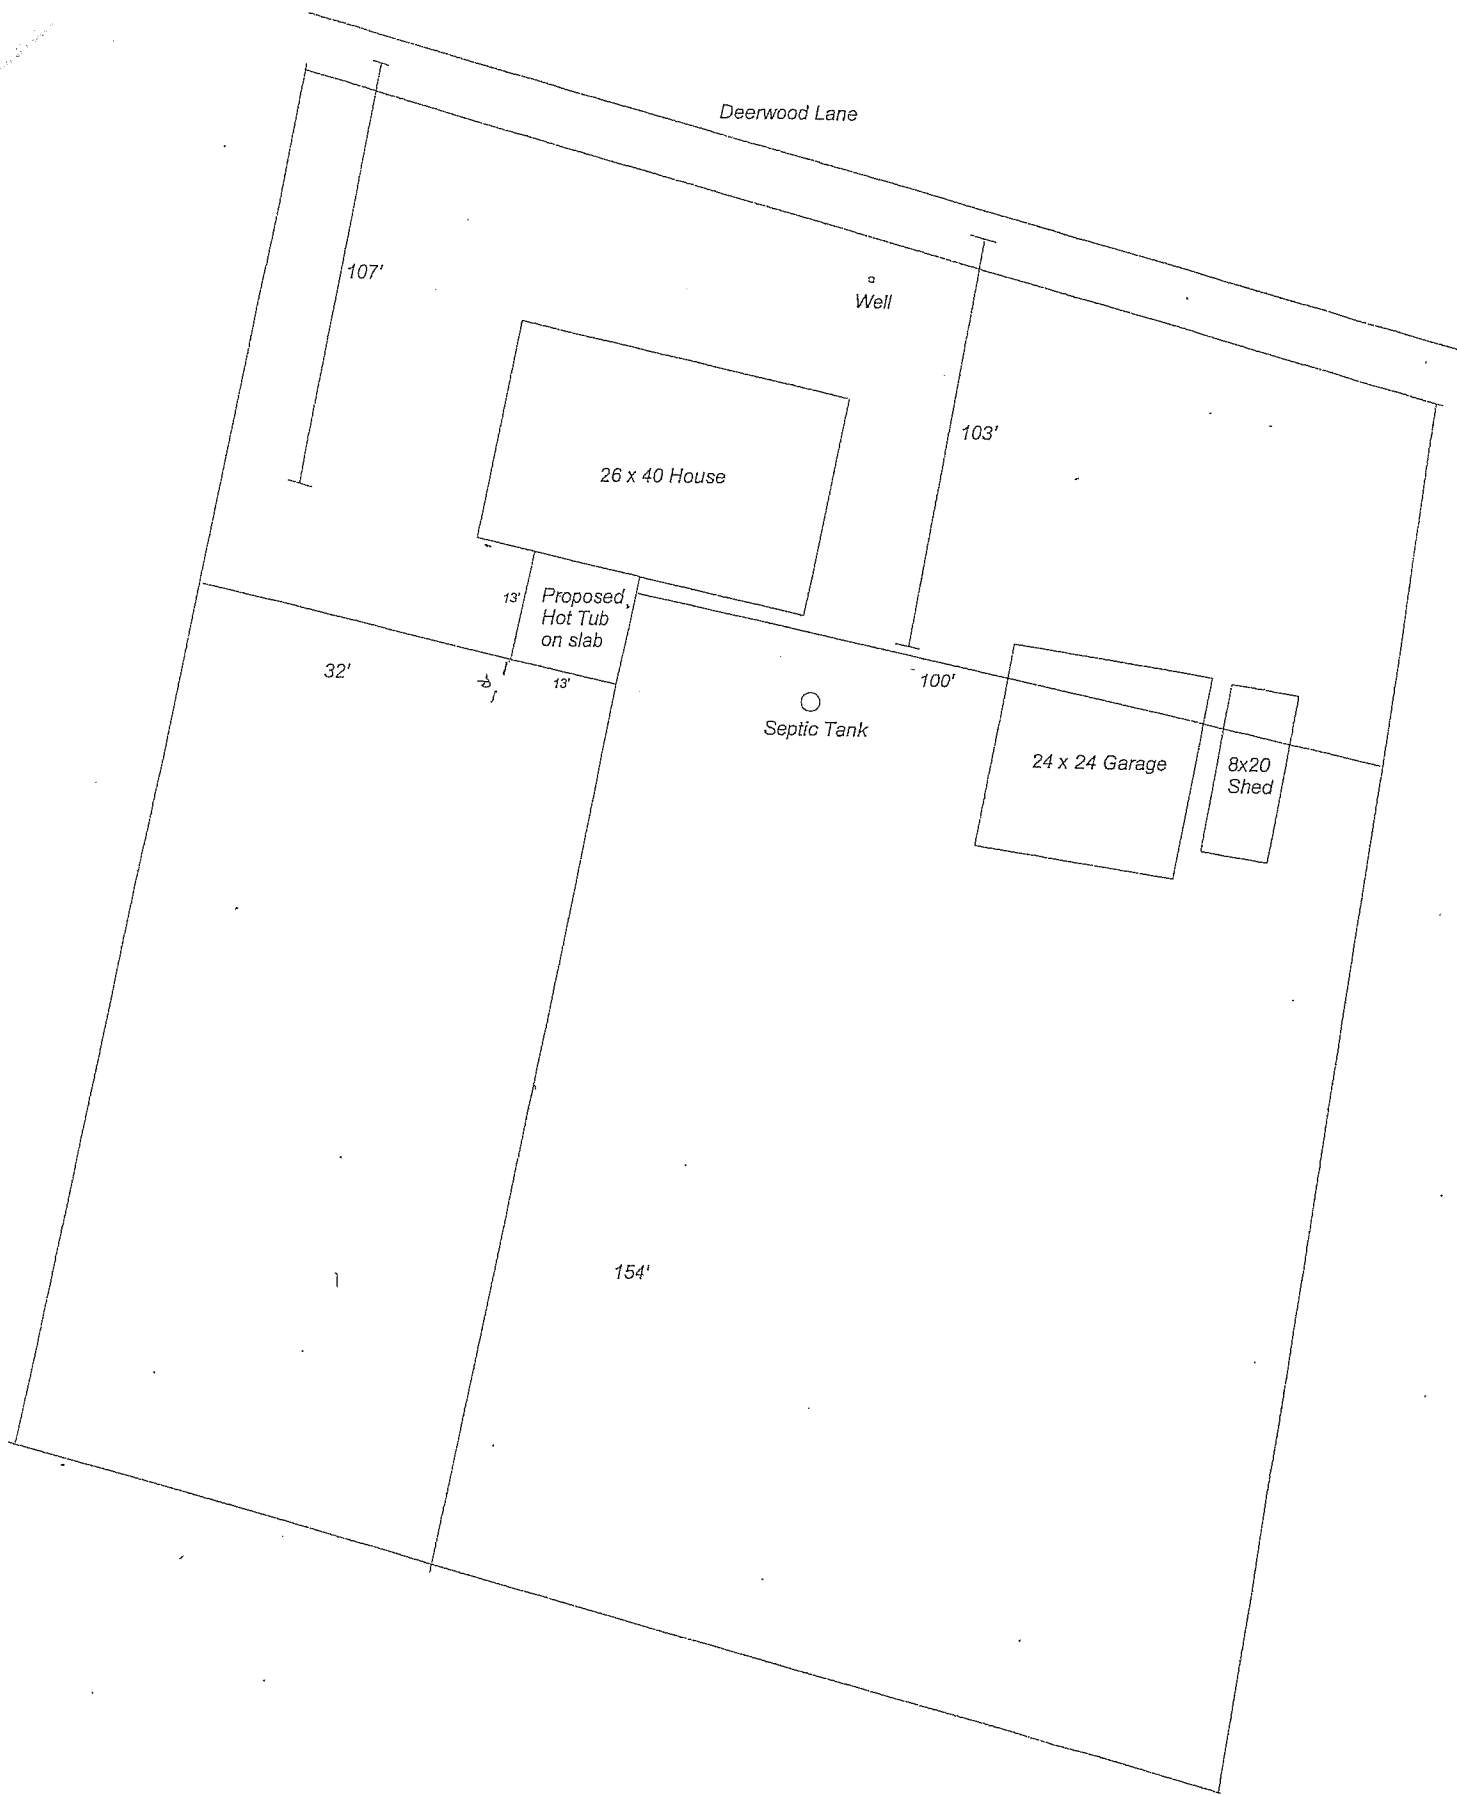 Deerwood Lane
107'
Well
103'
26 x 40 House
13'
Proposed
Hot Tub
on slab
32'
13'
100'
Septic Tank
24 x 24 Garage
8x20
Shed
154'